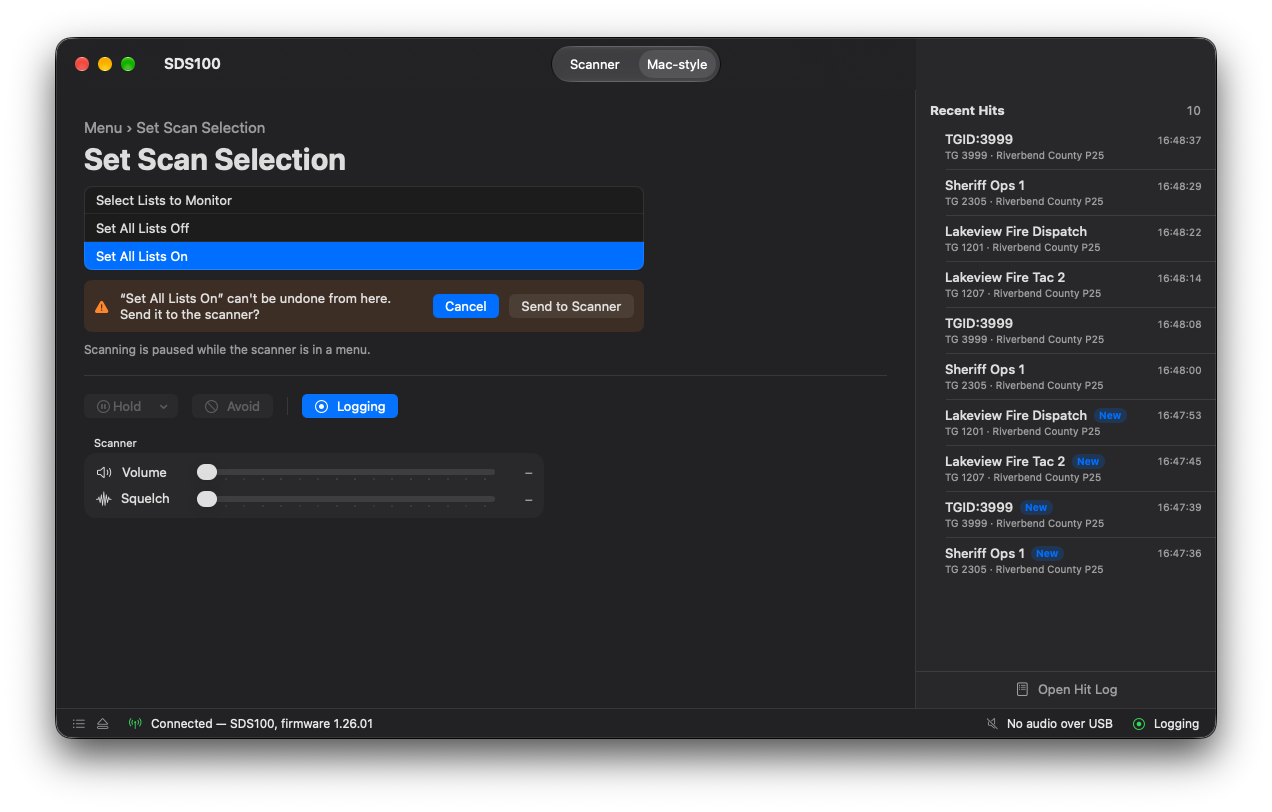 SDS100
Scanner
Mac-style
Menu › Set Scan Selection
Set Scan Selection
Select Lists to Monitor
Set All Lists Off
Set All Lists On
“Set All Lists On” can't be undone from here.
Send it to the scanner?
Cancel
Send to Scanner
Scanning is paused while the scanner is in a menu.
Hold
Avoid
Logging
Scanner
Volume –
Squelch –
Recent Hits 10
TGID:3999 16:48:37
TG 3999 · Riverbend County P25
Sheriff Ops 1 16:48:29
TG 2305 · Riverbend County P25
Lakeview Fire Dispatch 16:48:22
TG 1201 · Riverbend County P25
Lakeview Fire Tac 2 16:48:14
TG 1207 · Riverbend County P25
TGID:3999 16:48:08
TG 3999 · Riverbend County P25
Sheriff Ops 1 16:48:00
TG 2305 · Riverbend County P25
Lakeview Fire Dispatch New 16:47:53
TG 1201 · Riverbend County P25
Lakeview Fire Tac 2 New 16:47:45
TG 1207 · Riverbend County P25
TGID:3999 New 16:47:39
TG 3999 · Riverbend County P25
Sheriff Ops 1 New 16:47:36
TG 2305 · Riverbend County P25
Open Hit Log
Connected — SDS100, firmware 1.26.01
No audio over USB
Logging